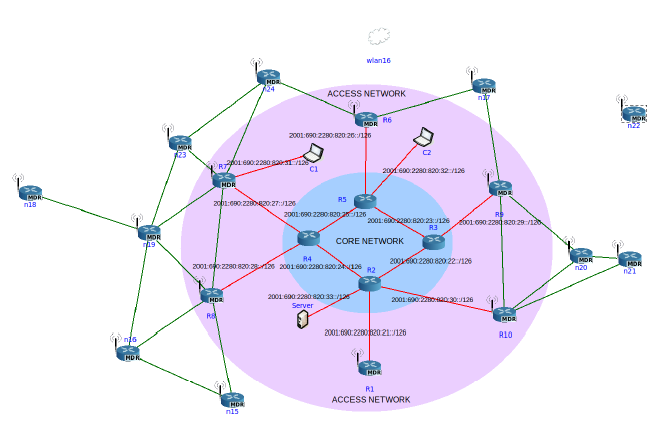 wlan16
n24
MDR
n17
MDR
ACCESS NETWORK
n22
MDR
R6
MDR
2001:690:2280:820:26::/126
n23
MDR
C2
C1
2001:690:2280:820:31::/126
2001:690:2280:820:32::/126
R7
MDR
n18
MDR
R9
MDR
2001:690:2280:820:27::/126
R5
2001:690:2280:820:25::/126
2001:690:2280:820:23::/126
2001:690:2280:820:29::/126
n19
MDR
R3
CORE NETWORK
R4
n20
MDR
n21
MDR
2001:690:2280:820:28::/126
2001:690:2280:820:24::/126
2001:690:2280:820:22::/126
R2
R8
MDR
2001:690:2280:820:33::/126
2001:690:2280:820:30::/126
Server
R10
MDR
2001:690:2280:820:21::/126
n16
MDR
R1
MDR
n15
MDR
ACCESS NETWORK